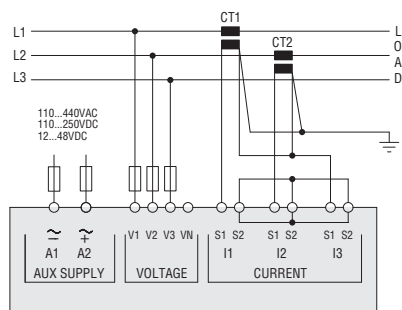 CT1
L1
L
O
CT2
L2
A
L3
D
110...440VAC
110...250VDC
12...48VDC
V1 V2 V3 VN S1 S2 S1 S2 S1 S2
A1 A2 I1 I2 I3
AUX SUPPLY VOLTAGE CURRENT